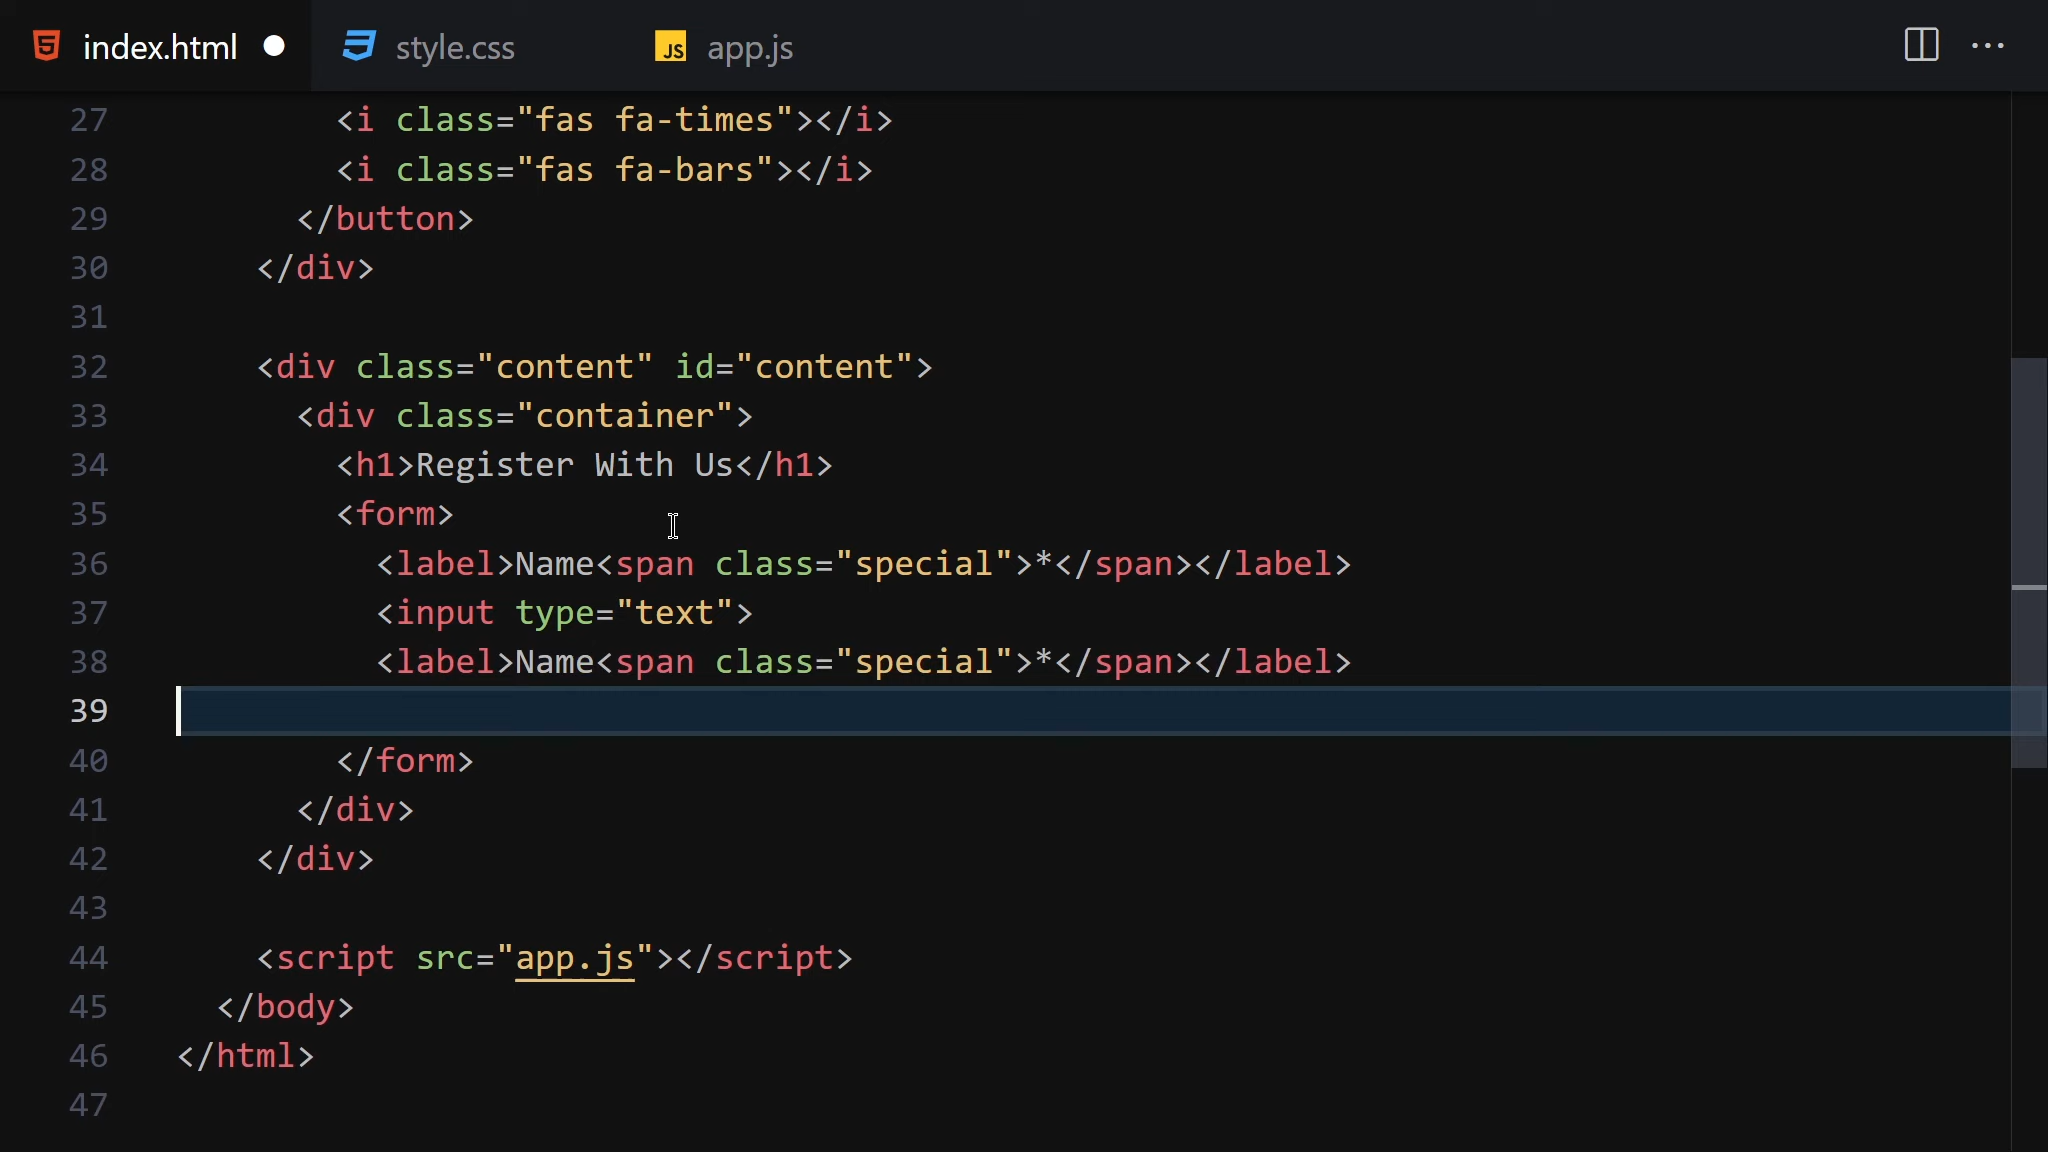 index.html style.css JS app.js
27 <i class="fas fa-times"></i>
28 <i class="fas fa-bars"></i>
29 </button>
30 </div>
31
32 <div class="content" id="content">
33 <div class="container">
34 <h1>Register With Us</h1>
35 <form>
36 <label>Name<span class="special">*</span></label>
37 <input type="text">
38 <label>Name<span class="special">*</span></label>
39
40 </form>
41 </div>
42 </div>
43
44 <script src="app.js"></script>
45 </body>
46 </html>
47